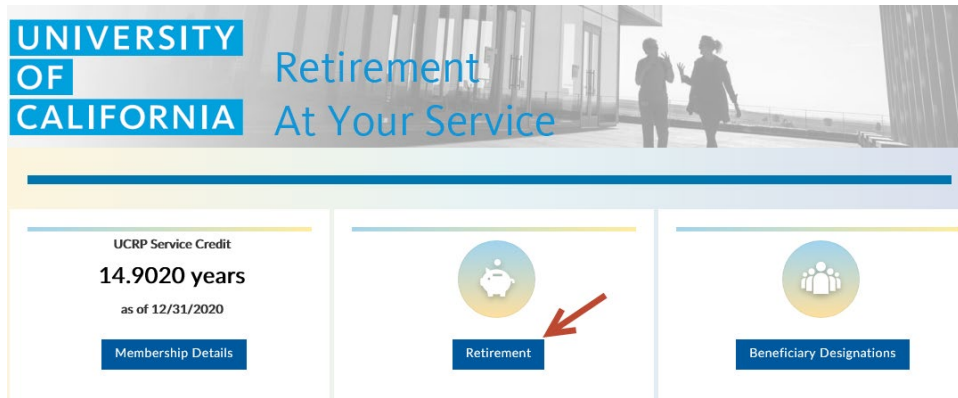 UNIVERSITY
OF
CALIFORNIA
Retirement
At Your Service
UCRP Service Credit
14.9020 years
as of 12/31/2020
Membership Details
Retirement
Beneficiary Designations